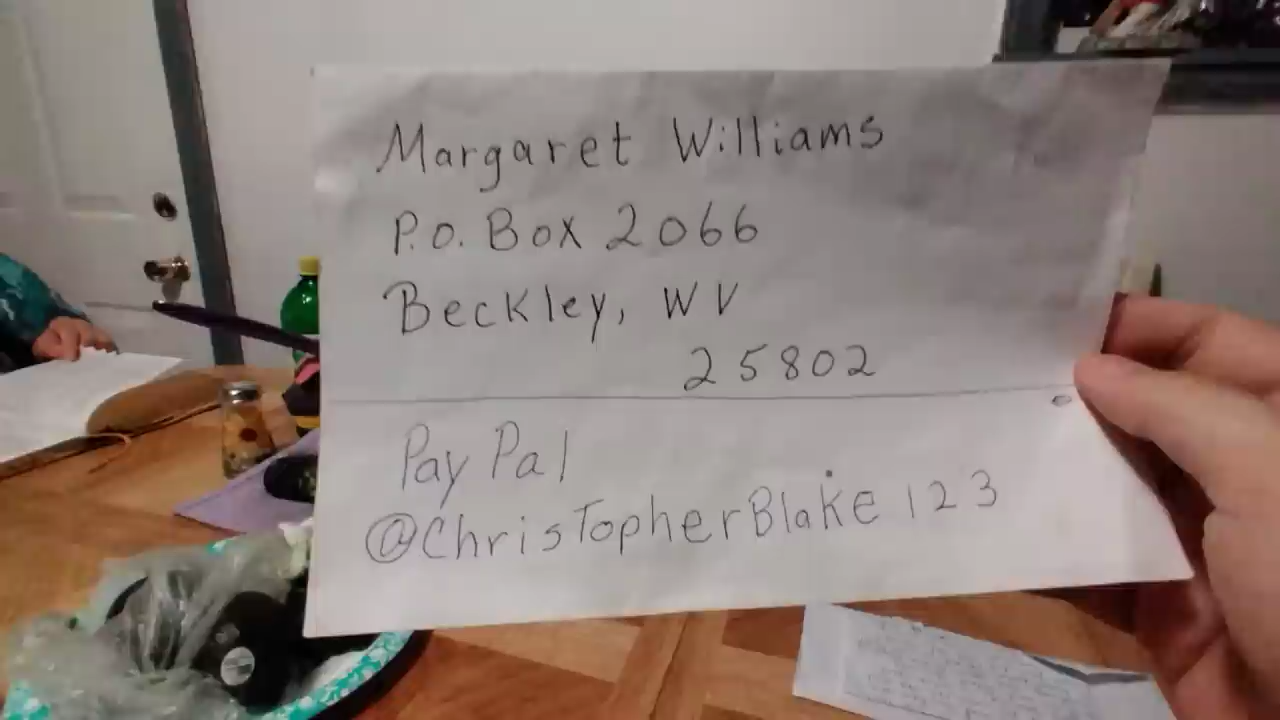 Margaret Williams
P.O. Box 2066
Beckley, WV
25802
PayPal
@ChrisTopherBlake123